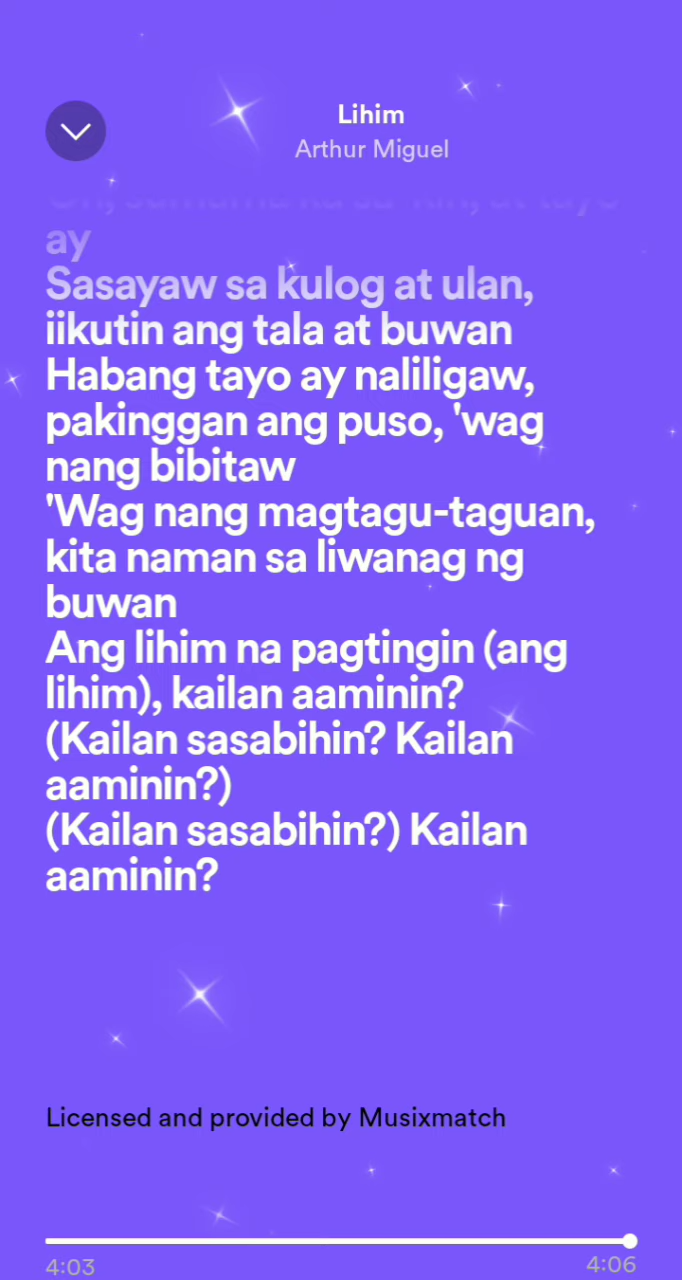 Lihim
Arthur Miguel
ay
Sasayaw sa kulog at ulan,
iikutin ang tala at buwan
Habang tayo ay naliligaw,
pakinggan ang puso, 'wag
nang bibitaw
'Wag nang magtagu-taguan,
kita naman sa liwanag ng
buwan
Ang lihim na pagtingin (ang
lihim), kailan aaminin?
(Kailan sasabihin? Kailan
aaminin?)
(Kailan sasabihin?) Kailan
aaminin?
Licensed and provided by Musixmatch
4:03
4:06